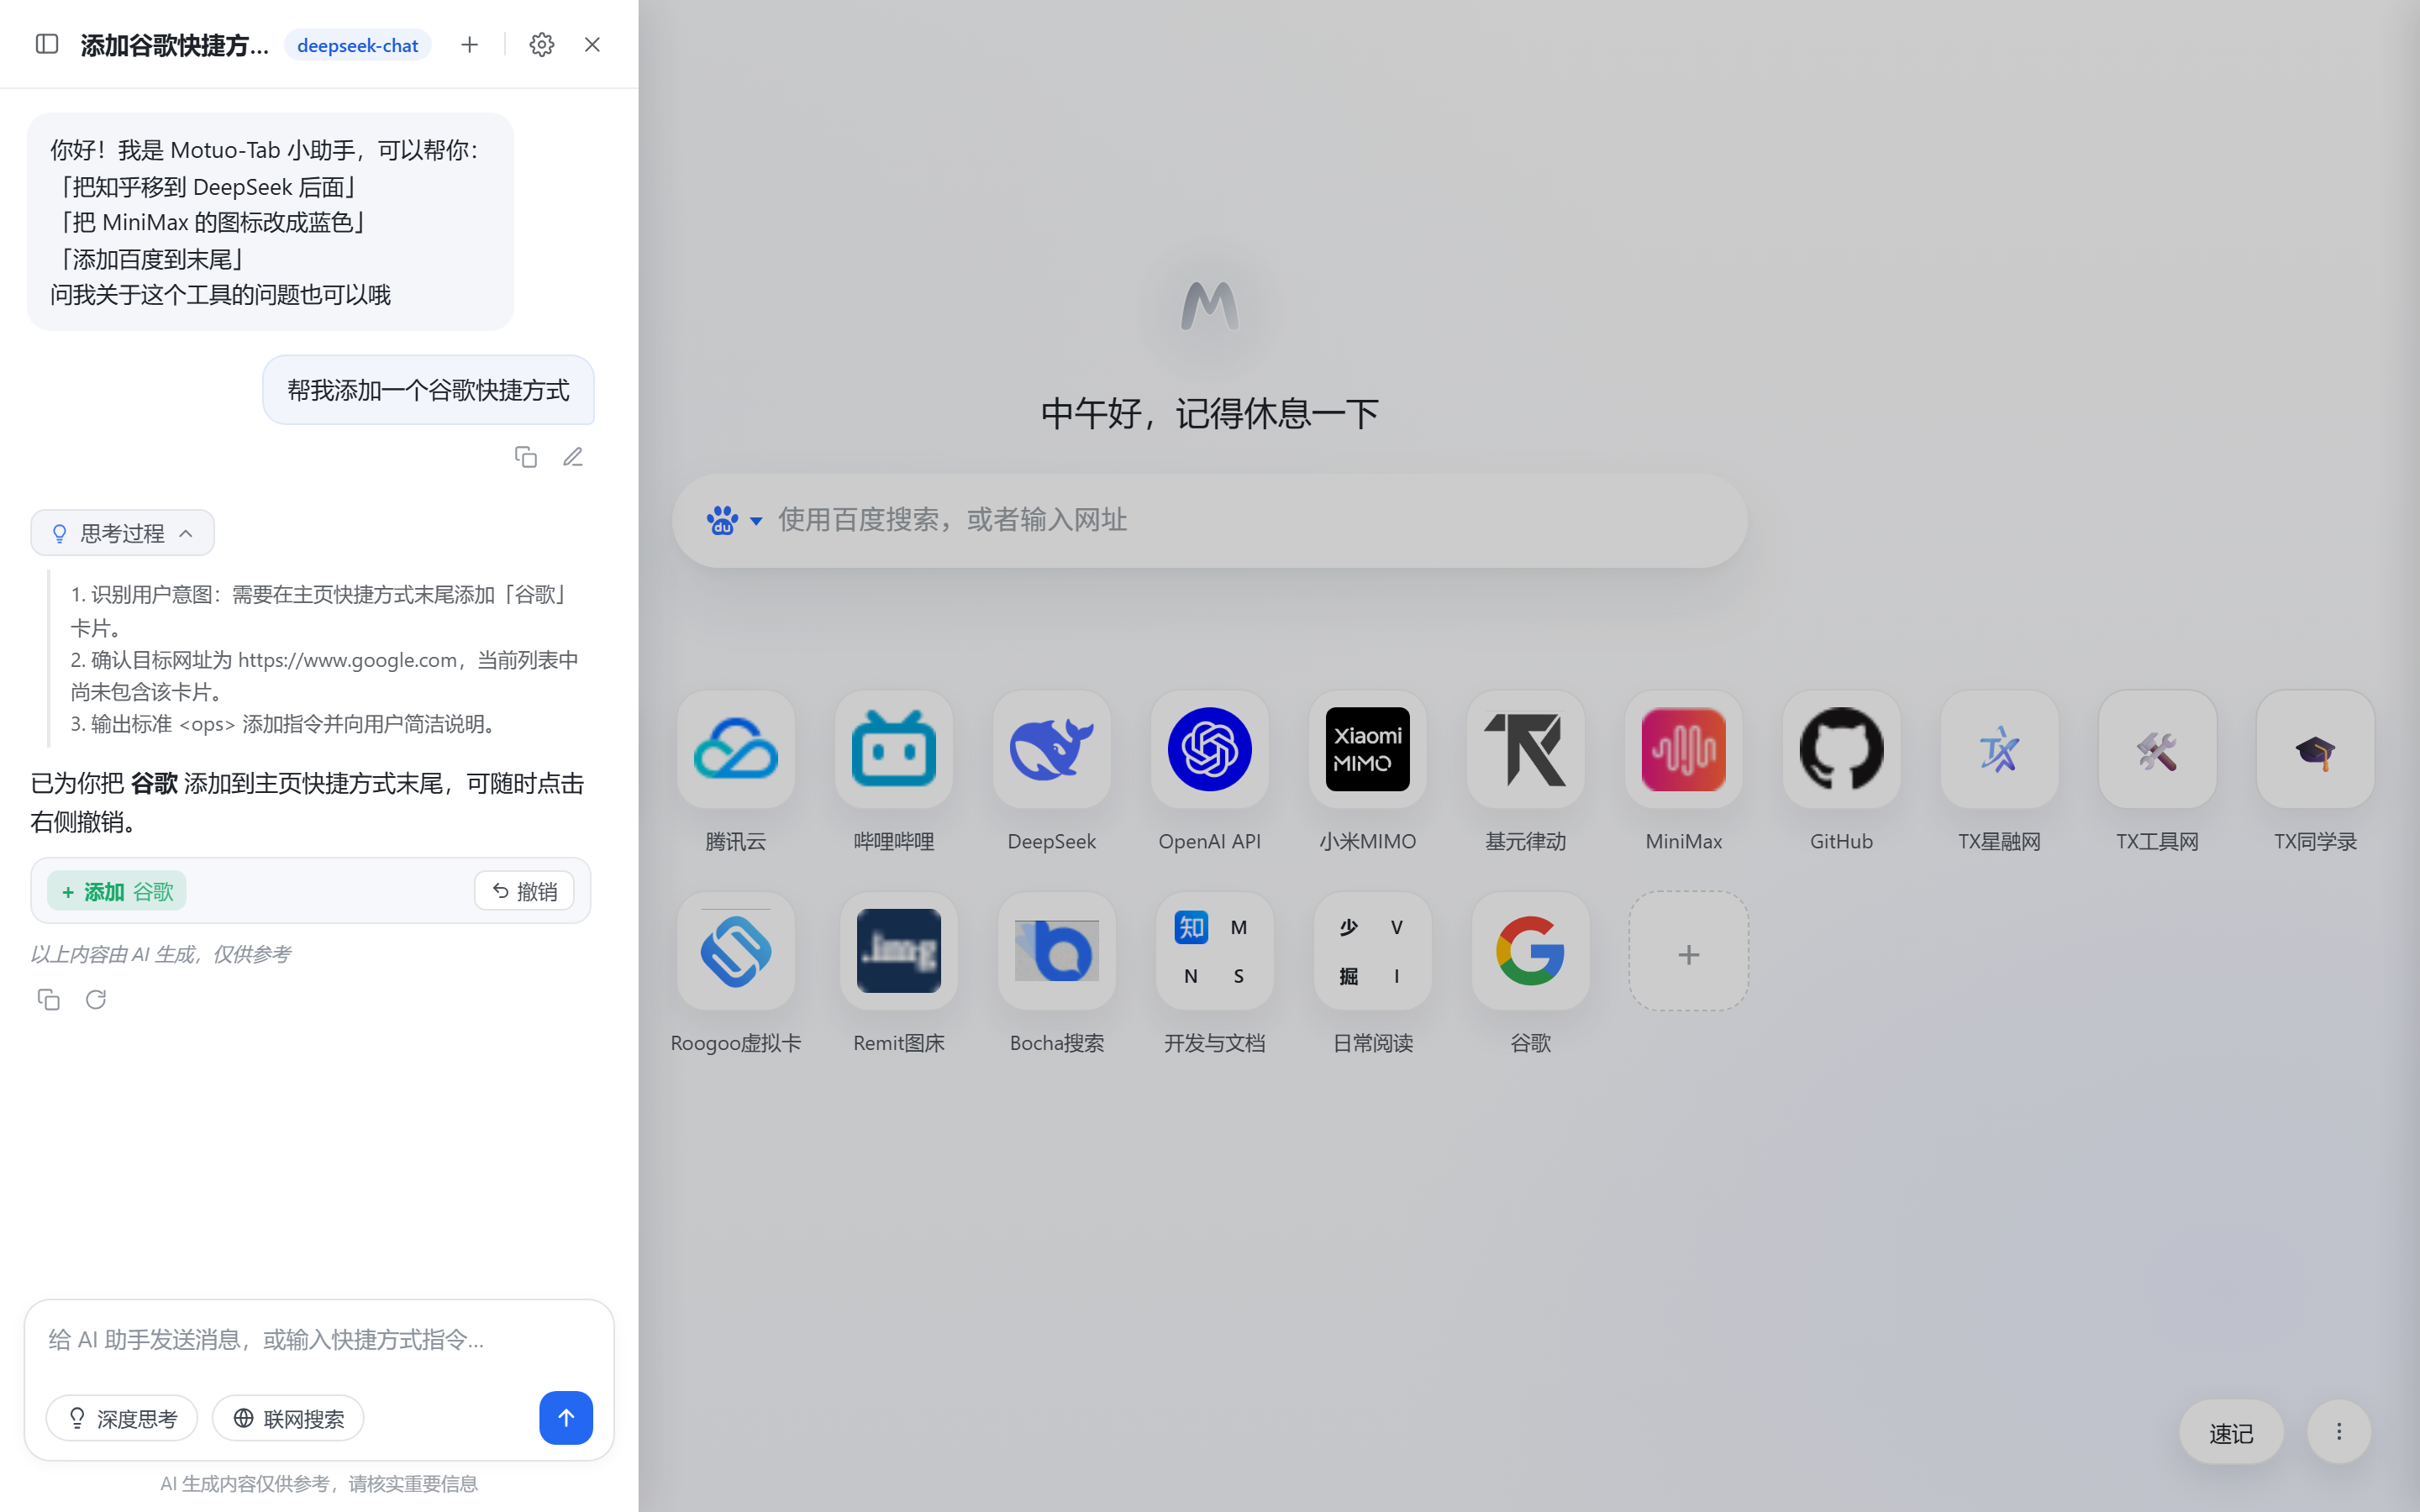 添加谷歌快捷方... deepseek-chat
你好！我是 Motuo-Tab 小助手，可以帮你：
「把知乎移到 DeepSeek 后面」
「把 MiniMax 的图标改成蓝色」
「添加百度到末尾」
问我关于这个工具的问题也可以哦
帮我添加一个谷歌快捷方式
思考过程
1. 识别用户意图：需要在主页快捷方式末尾添加「谷歌」
卡片。
2. 确认目标网址为 https://www.google.com，当前列表中
尚未包含该卡片。
3. 输出标准 <ops> 添加指令并向用户简洁说明。
已为你把 谷歌 添加到主页快捷方式末尾，可随时点击
右侧撤销。
+ 添加 谷歌 撤销
以上内容由 AI 生成，仅供参考
给 AI 助手发送消息，或输入快捷方式指令...
深度思考 联网搜索
AI 生成内容仅供参考，请核实重要信息
中午好，记得休息一下
du 使用百度搜索，或者输入网址
Xiaomi
MIMO
腾讯云 哔哩哔哩 DeepSeek OpenAI API 小米MIMO 基元律动 MiniMax GitHub TX星融网 TX工具网 TX同学录
.img
知 M
N S
少 V
掘 I
Roogoo虚拟卡 Remit图床 Bocha搜索 开发与文档 日常阅读 谷歌
速记